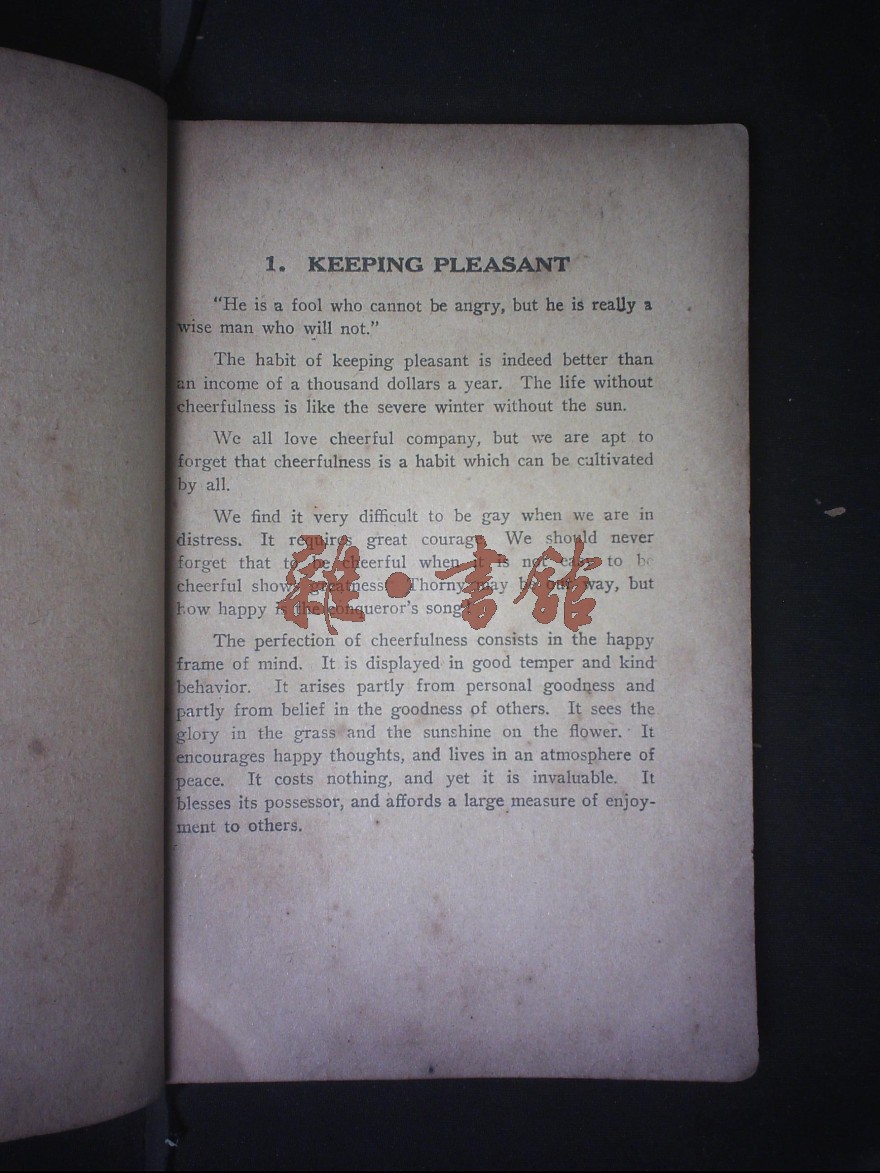 1. KEEPING PLEASANT
"He is a fool who cannot be angry, but he is really a
wise man who will not."
The habit of keeping pleasant is indeed better than
an income of a thousand dollars a year. The life without
cheerfulness is like the severe winter without the sun.
We all love cheerful company, but we are apt to
forget that cheerfulness is a habit which can be cultivated
by all.
We find it very difficult to be gay when we are in
distress. It requires great courage. We should never
forget that to be cheerful when it is not easy to be
cheerful shows greatness. Thorny may be our way, but
how happy is the conqueror's song!
雜·書館
The perfection of cheerfulness consists in the happy
frame of mind. It is displayed in good temper and kind
behavior. It arises partly from personal goodness and
partly from belief in the goodness of others. It sees the
glory in the grass and the sunshine on the flower. It
encourages happy thoughts, and lives in an atmosphere of
peace. It costs nothing, and yet it is invaluable. It
blesses its possessor, and affords a large measure of enjoy-
ment to others.